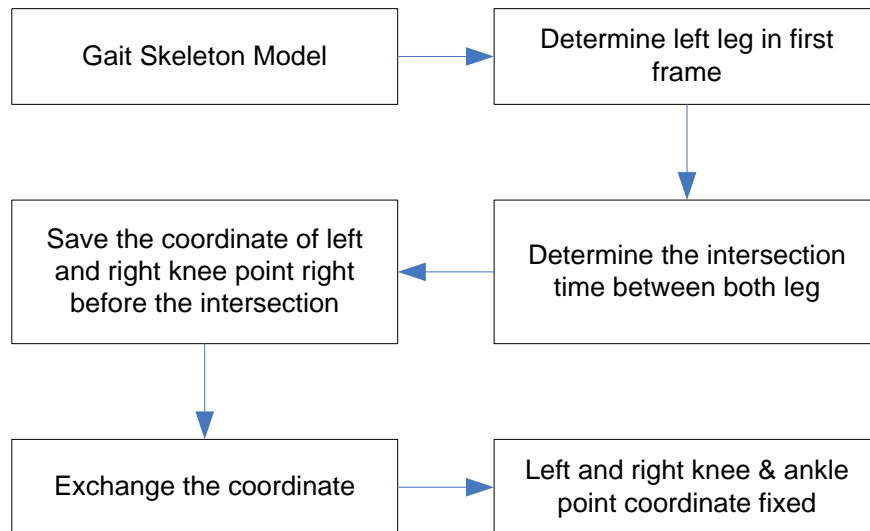 Gait Skeleton Model
Determine left leg in first
frame
Determine the intersection
time between both leg
Save the coordinate of left
and right knee point right
before the intersection
Exchange the coordinate
Left and right knee & ankle
point coordinate fixed